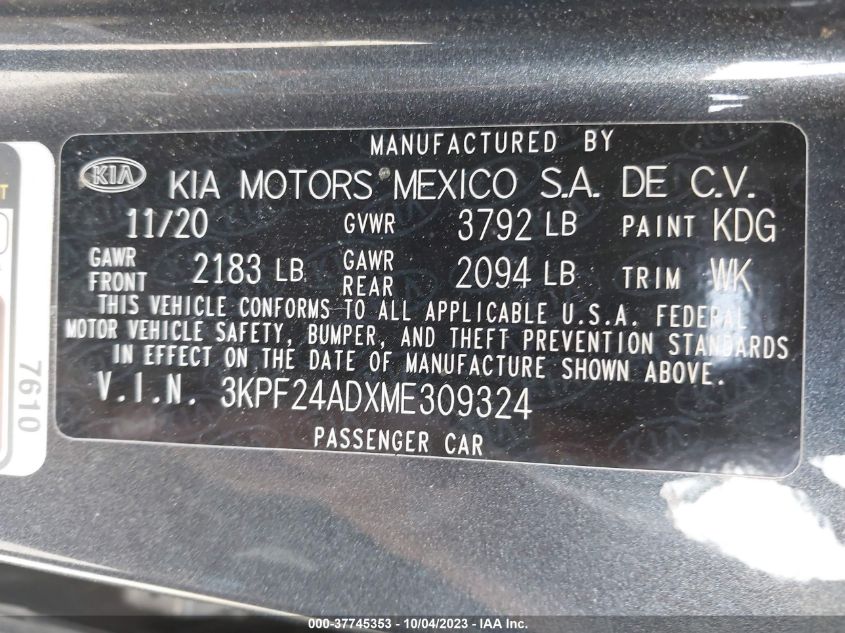 MANUFACTURED BY
KIA KIA MOTORS MEXICO S.A. DE C.V.
11/20 GVWR 3792 LB PAINT KDG
GAWR FRONT 2183 LB GAWR REAR 2094 LB TRIM WK
THIS VEHICLE CONFORMS TO ALL APPLICABLE U.S.A. FEDERAL
MOTOR VEHICLE SAFETY, BUMPER, AND THEFT PREVENTION STANDARDS
IN EFFECT ON THE DATE OF MANUFACTURE SHOWN ABOVE.
V.I.N. 3KPF24ADXME309324
PASSENGER CAR
7610
000-37745353 - 10/04/2023 - IAA Inc.